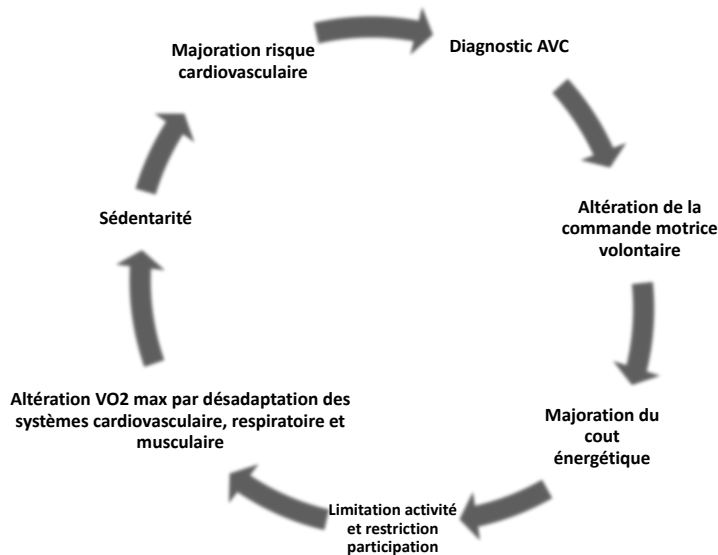 Majoration risque
cardiovasculaire
Diagnostic AVC
Altération de la
commande motrice
volontaire
Majoration du
cout
énergétique
Limitation activité
et restriction
participation
Altération VO2 max par désadaptation des
systèmes cardiovasculaire, respiratoire et
musculaire
Sédentarité